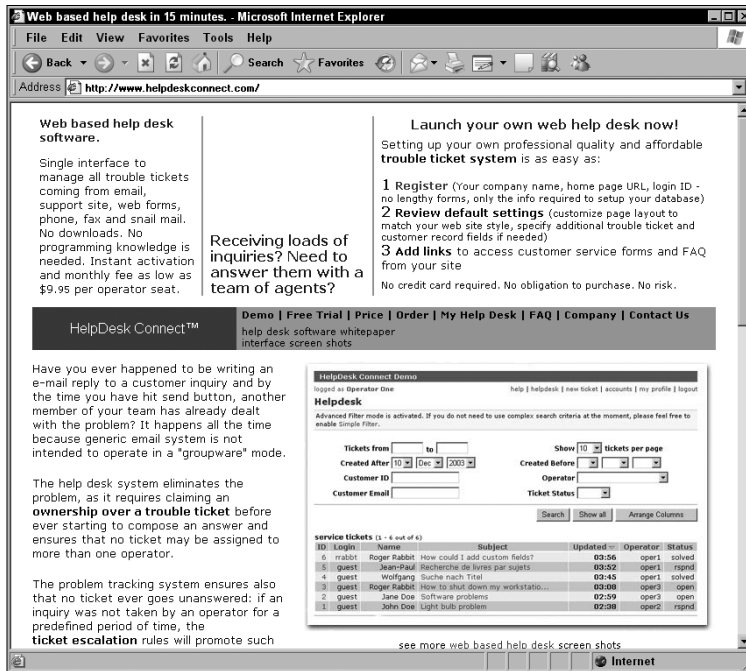 Web based help desk in 15 minutes. - Microsoft Internet Explorer
File Edit View Favorites Tools Help
Back Search Favorites
Address http://www.helpdeskconnect.com/
Web based help desk
software.
Single interface to
manage all trouble tickets
coming from email,
support site, web forms,
phone, fax and snail mail.
No downloads. No
programming knowledge is
needed. Instant activation
and monthly fee as low as
$9.95 per operator seat.
Receiving loads of
inquiries? Need to
answer them with a
team of agents?
Launch your own web help desk now!
Setting up your own professional quality and affordable
trouble ticket system is as easy as:
1 Register (Your company name, home page URL, login ID -
no lengthy forms, only the info required to setup your database)
2 Review default settings (customize page layout to
match your web site style, specify additional trouble ticket and
customer record fields if needed)
3 Add links to access customer service forms and FAQ
from your site
No credit card required. No obligation to purchase. No risk.
HelpDesk Connect™
Demo | Free Trial | Price | Order | My Help Desk | FAQ | Company | Contact Us
help desk software whitepaper
interface screen shots
Have you ever happened to be writing an
e-mail reply to a customer inquiry and by
the time you have hit send button, another
member of your team has already dealt
with the problem? It happens all the time
because generic email system is not
intended to operate in a "groupware" mode.
The help desk system eliminates the
problem, as it requires claiming an
ownership over a trouble ticket before
ever starting to compose an answer and
ensures that no ticket may be assigned to
more than one operator.
The problem tracking system ensures also
that no ticket ever goes unanswered: if an
inquiry was not taken by an operator for a
predefined period of time, the
ticket escalation rules will promote such
HelpDesk Connect Demo
logged as Operator One help | helpdesk | new ticket | accounts | my profile | logout
Helpdesk
Advanced Filter mode is activated. If you do not need to use complex search criteria at the moment, please feel free to
enable Simple Filter.
Tickets from to Show 10 tickets per page
Created After 10 Dec 2003 Created Before
Customer ID Operator
Customer Email Ticket Status
Search Show all Arrange Columns
service tickets (1 - 6 out of 6)
ID Login Name Subject Updated Operator Status
6 rrabbt Roger Rabbit How could I add custom fields? 03:56 oper1 solved
5 guest Jean-Paul Recherche de livres par sujets 03:52 oper1 rspnd
4 guest Wolfgang Suche nach Titel 03:45 oper1 solved
3 guest Roger Rabbit How to shut down my workstatio... 03:08 oper3 open
2 guest Jane Doe Software problems 02:59 oper3 open
1 guest John Doe Light bulb problem 02:38 oper2 rspnd
see more web based help desk screen shots
Internet